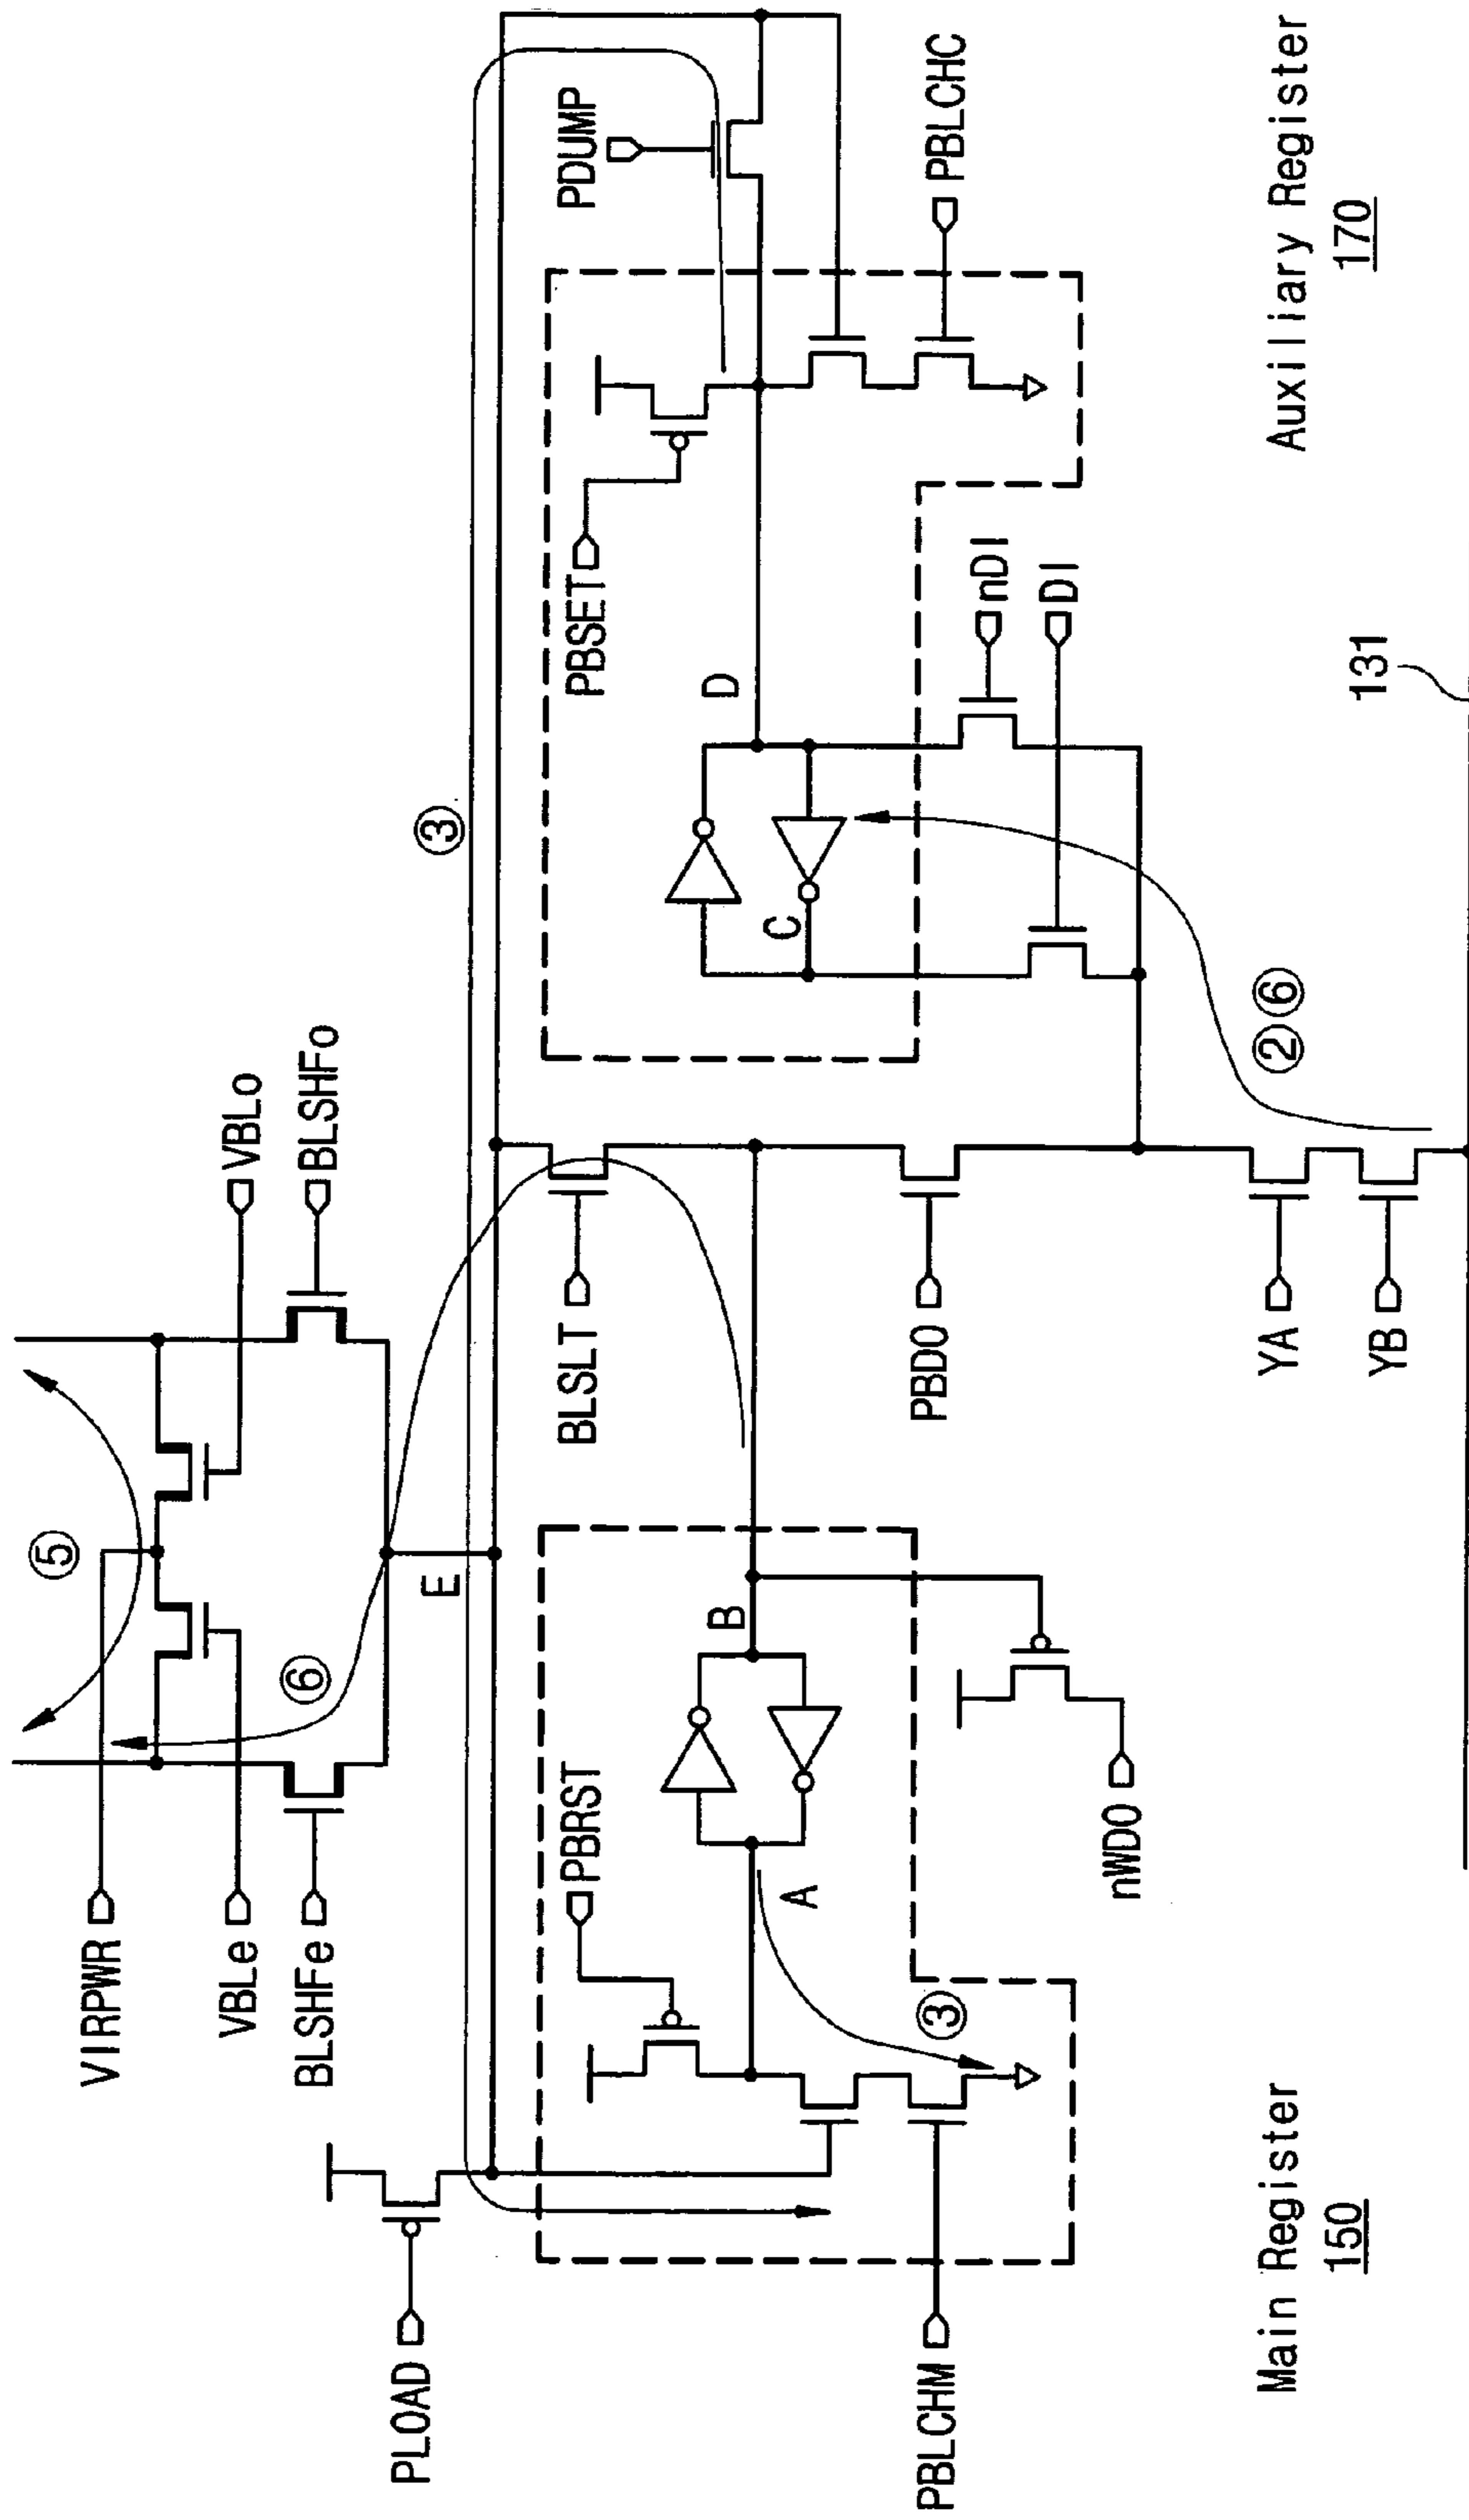 VIRPWR
⑤
VBLe
VBLo
⑥
BLSHFe
BLSHFo
PLOAD
E
③
PBRST
BLSLT
PBSET
PDUMP
B
D
A
C
PBLCHM
③
PBDO
nDI
PBLCHC
DI
nWDO
YA
②⑥
YB
131
Main Register
150
Auxiliary Register
170